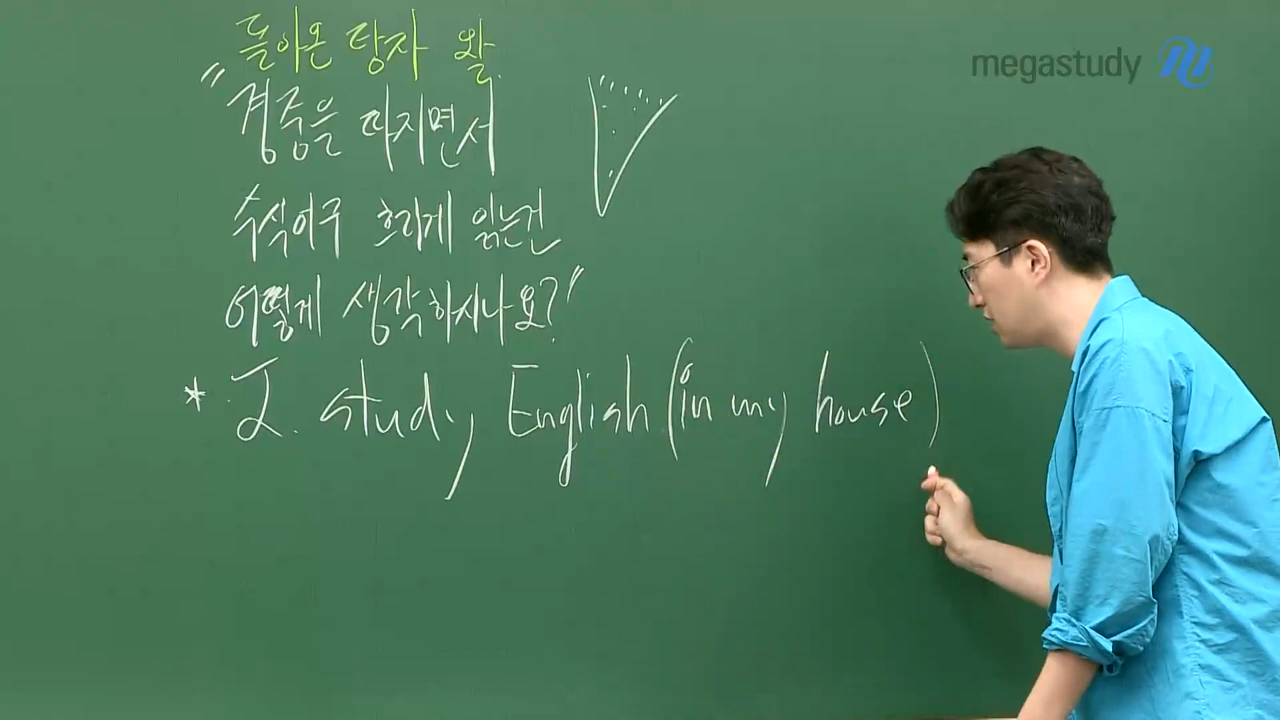 돌아온 탕자 왈
"경중을 따지면서
수식어구 흐리게 읽는건
어떻게 생각하시나요?"
* I. study English (in my house)
megastudy